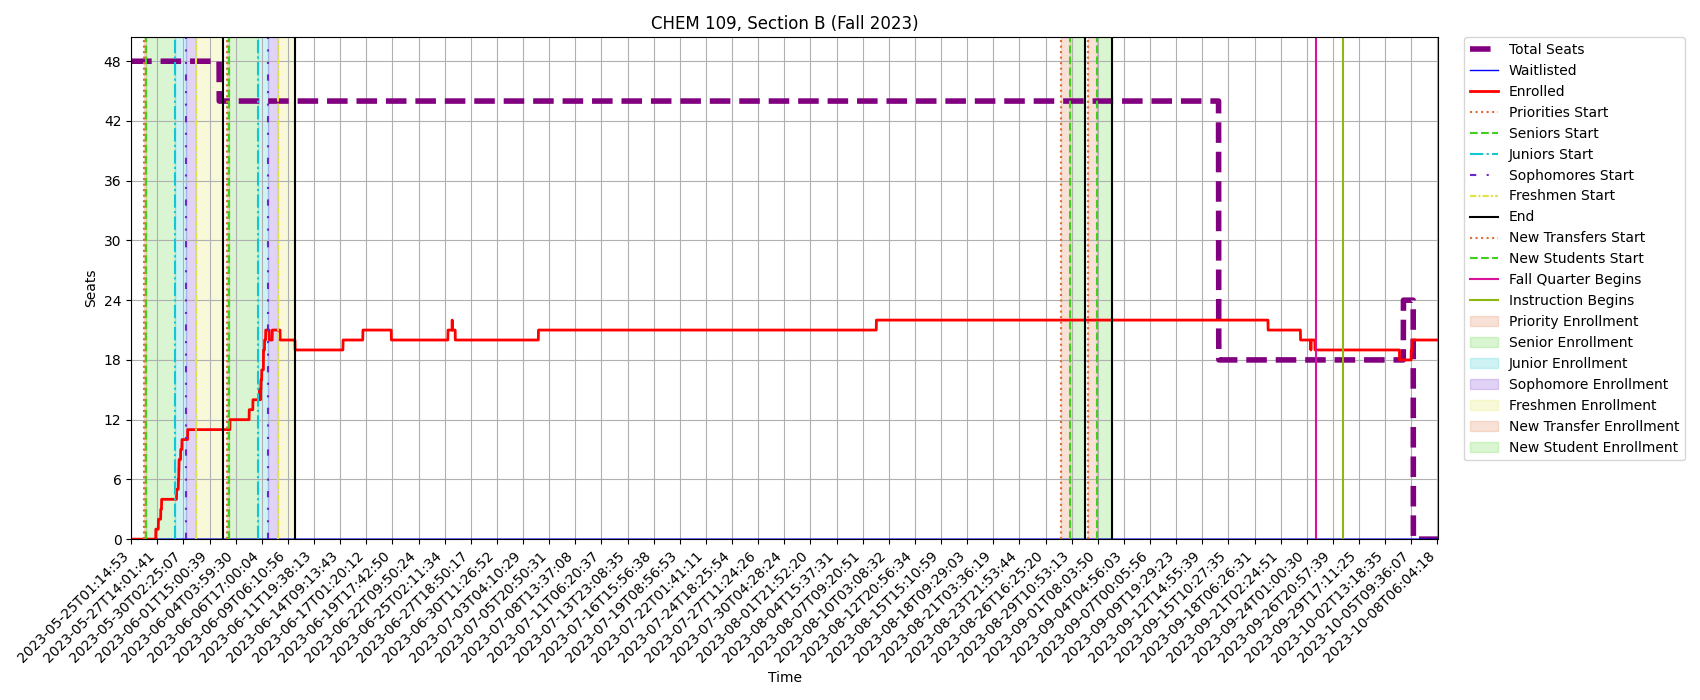 CHEM 109, Section B (Fall 2023)
Seats
48
42
36
30
24
18
12
6
0
2023-05-25T01:14:53
2023-05-27T14:01:41
2023-05-30T02:25:07
2023-06-01T15:00:39
2023-06-04T03:59:30
2023-06-06T17:00:04
2023-06-09T06:10:56
2023-06-11T19:38:13
2023-06-14T09:13:43
2023-06-17T01:20:12
2023-06-19T17:42:50
2023-06-22T09:50:24
2023-06-25T02:11:34
2023-06-27T18:50:17
2023-06-30T11:26:52
2023-07-03T04:10:29
2023-07-05T20:50:31
2023-07-08T13:37:08
2023-07-11T06:20:37
2023-07-13T23:08:35
2023-07-16T15:56:38
2023-07-19T08:56:53
2023-07-22T01:41:11
2023-07-24T18:25:54
2023-07-27T11:24:26
2023-07-30T04:28:24
2023-08-01T21:52:20
2023-08-04T15:37:31
2023-08-07T09:20:51
2023-08-10T03:08:32
2023-08-12T20:56:34
2023-08-15T15:10:59
2023-08-18T09:29:03
2023-08-21T03:36:19
2023-08-23T21:53:44
2023-08-26T16:25:20
2023-08-29T10:53:13
2023-09-01T08:03:50
2023-09-04T04:56:03
2023-09-07T00:05:56
2023-09-09T19:29:23
2023-09-12T14:55:39
2023-09-15T10:27:35
2023-09-18T06:26:31
2023-09-21T02:24:51
2023-09-24T01:00:30
2023-09-26T20:57:39
2023-09-29T17:11:25
2023-10-02T13:18:35
2023-10-05T09:36:07
2023-10-08T06:04:18
Time
Total Seats
Waitlisted
Enrolled
Priorities Start
Seniors Start
Juniors Start
Sophomores Start
Freshmen Start
End
New Transfers Start
New Students Start
Fall Quarter Begins
Instruction Begins
Priority Enrollment
Senior Enrollment
Junior Enrollment
Sophomore Enrollment
Freshmen Enrollment
New Transfer Enrollment
New Student Enrollment